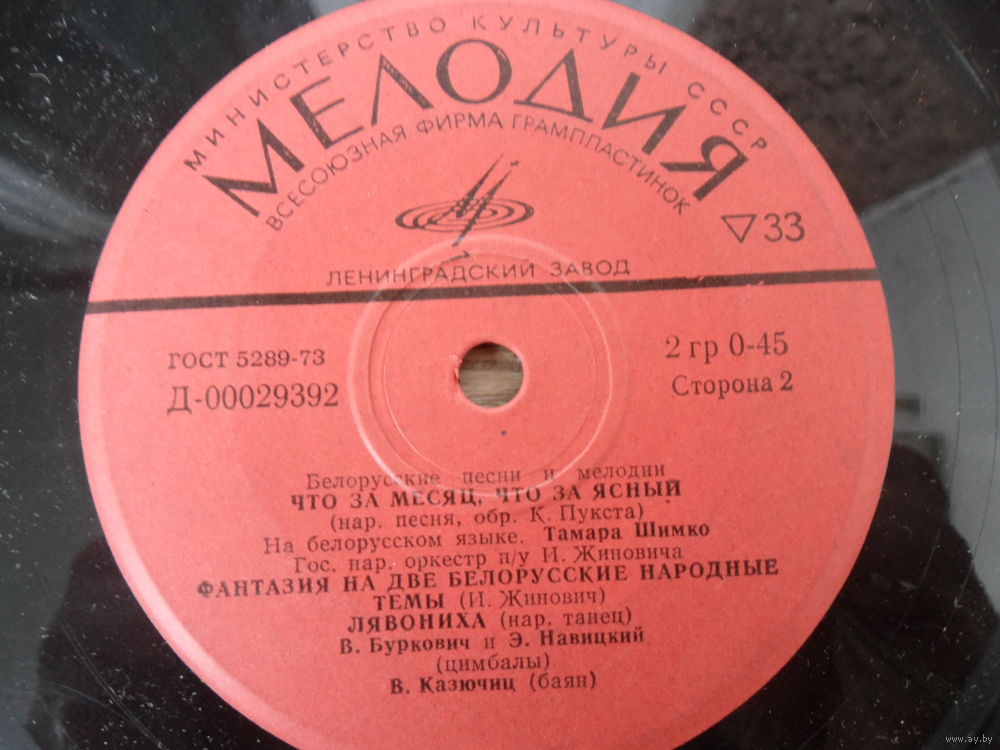 МИНИСТЕРСТВО КУЛЬТУРЫ СССР
МЕЛОДИЯ
ВСЕСОЮЗНАЯ ФИРМА ГРАМПЛАСТИНОК
▽33
ЛЕНИНГРАДСКИЙ ЗАВОД
ГОСТ 5289-73
Д-00029392
2 гр 0-45
Сторона 2
Белорусские песни и мелодии
ЧТО ЗА МЕСЯЦ, ЧТО ЗА ЯСНЫЙ
(нар. песня, обр. К. Пукста)
На белорусском языке. Тамара Шимко
Гос. нар. оркестр п/у И. Жиновича
ФАНТАЗИЯ НА ДВЕ БЕЛОРУССКИЕ НАРОДНЫЕ
ТЕМЫ (И. Жинович)
ЛЯВОНИХА (нар. танец)
В. Буркович и Э. Навицкий
(цимбалы)
В. Казючиц (баян)
www.ay.by